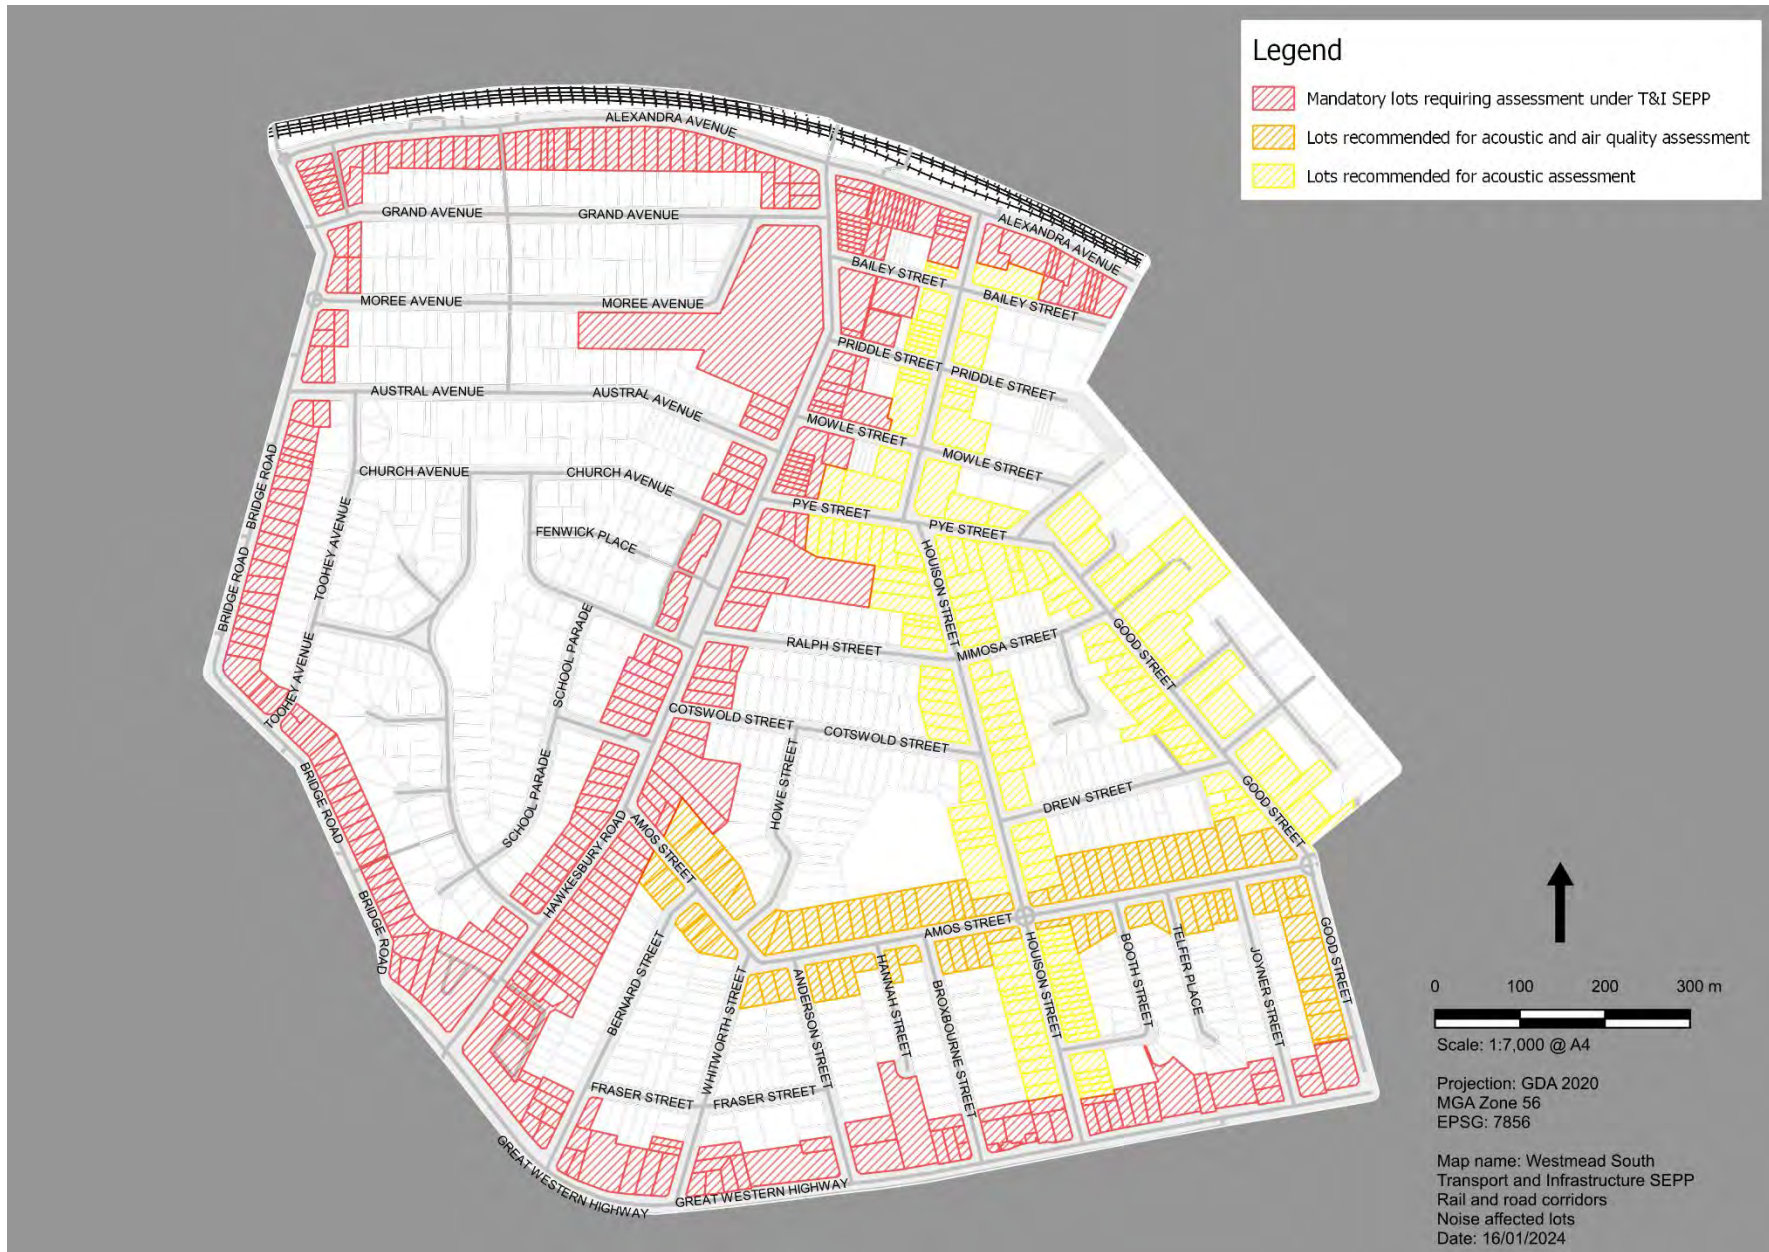 Legend
Mandatory lots requiring assessment under T&I SEPP
Lots recommended for acoustic and air quality assessment
Lots recommended for acoustic assessment
ALEXANDRA AVENUE
GRAND AVENUE
GRAND AVENUE
ALEXANDRA AVENUE
BAILEY STREET
BAILEY STREET
MOREE AVENUE
MOREE AVENUE
PRIDDLE STREET
PRIDDLE STREET
AUSTRAL AVENUE
AUSTRAL AVENUE
MOWLE STREET
MOWLE STREET
BRIDGE ROAD
CHURCH AVENUE
CHURCH AVENUE
PYE STREET
PYE STREET
TOOHEY AVENUE
FENWICK PLACE
HOUISON STREET
BRIDGE ROAD
SCHOOL PARADE
RALPH STREET
MIMOSA STREET
GOOD STREET
TOOHEY AVENUE
COTSWOLD STREET
COTSWOLD STREET
HOWE STREET
SCHOOL PARADE
BRIDGE ROAD
DREW STREET
GOOD STREET
HAWKESBURY ROAD
AMOS STREET
BRIDGE ROAD
AMOS STREET
BERNARD STREET
WHITWORTH STREET
ANDERSON STREET
HANNAH STREET
BROXBOURNE STREET
HOUISON STREET
BOOTH STREET
TELFER PLACE
JOYNER STREET
GOOD STREET
FRASER STREET
FRASER STREET
GREAT WESTERN HIGHWAY
GREAT WESTERN HIGHWAY
0 100 200 300 m
Scale: 1:7,000 @ A4
Projection: GDA 2020
MGA Zone 56
EPSG: 7856
Map name: Westmead South
Transport and Infrastructure SEPP
Rail and road corridors
Noise affected lots
Date: 16/01/2024